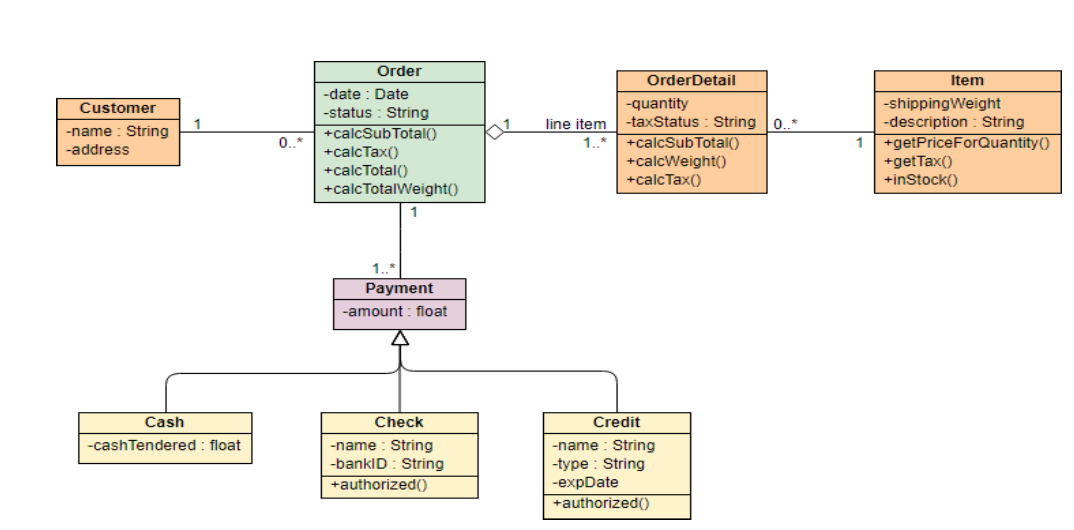 Customer
-name : String
-address
1
0..*
Order
-date : Date
-status : String
+calcSubTotal()
+calcTax()
+calcTotal()
+calcTotalWeight()
1
line item
1..*
OrderDetail
-quantity
-taxStatus : String
+calcSubTotal()
+calcWeight()
+calcTax()
0..*
1
Item
-shippingWeight
-description : String
+getPriceForQuantity()
+getTax()
+inStock()
1
1..*
Payment
-amount : float
Cash
-cashTendered : float
Check
-name : String
-bankID : String
+authorized()
Credit
-name : String
-type : String
-expDate
+authorized()